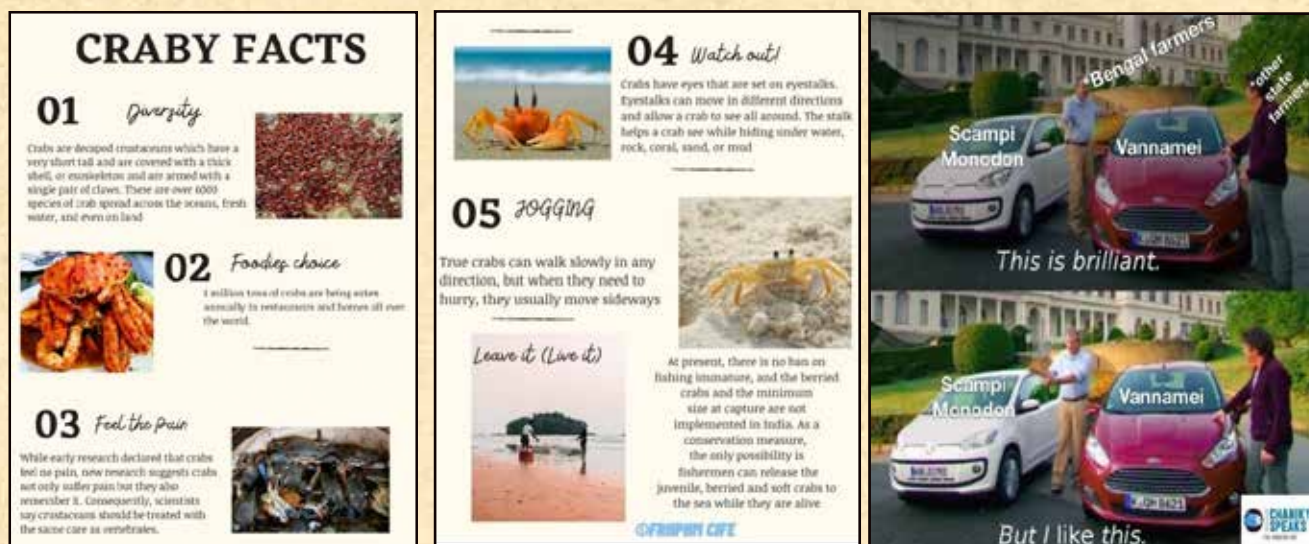 CRABY FACTS
01 Diversity
Crabs are decapod crustaceans which have a
very short tail and are covered with a thick
shell, or exoskeleton and are armed with a
single pair of claws. These are over 6000
species of crab spread across the oceans, fresh
water, and even on land
02 Foodies choice
1 million tons of crabs are being eaten
annually in restaurants and homes all over
the world.
03 Feel the Pain
While early research declared that crabs
feel no pain, new research suggests crabs
not only suffer pain but they also
remember it. Consequently, scientists
say crustaceans should be treated with
the same care as vertebrates.
04 Watch out!
Crabs have eyes that are set on eyestalks.
Eyestalks can move in different directions
and allow a crab to see all around. The stalk
helps a crab see while hiding under water,
rock, coral, sand, or mud
05 JOGGING
True crabs can walk slowly in any
direction, but when they need to
hurry, they usually move sideways
Leave it (Live it)
At present, there is no ban on
fishing immature, and the berried
crabs and the minimum
size at capture are not
implemented in India. As a
conservation measure,
the only possibility is
fishermen can release the
juvenile, berried and soft crabs to
the sea while they are alive
*Bengal farmers
*other
state
farmers
Scampi
Monodon
Vannamei
This is brilliant.
Scampi
Monodon
Vannamei
But I like this.
SPEAKS